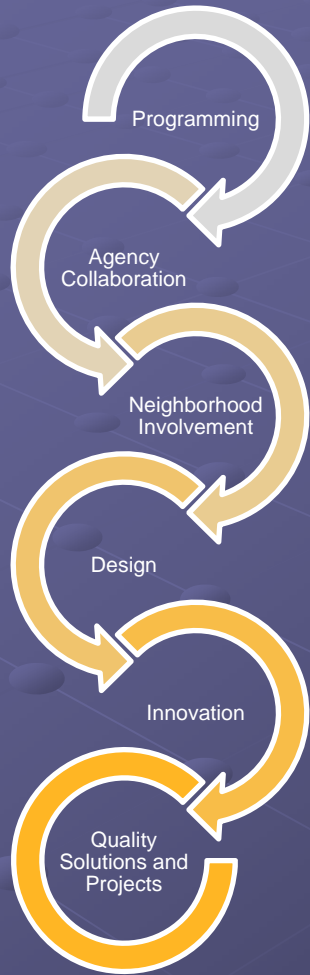 Programming
Agency
Collaboration
Neighborhood
Involvement
Design
Innovation
Quality
Solutions and
Projects